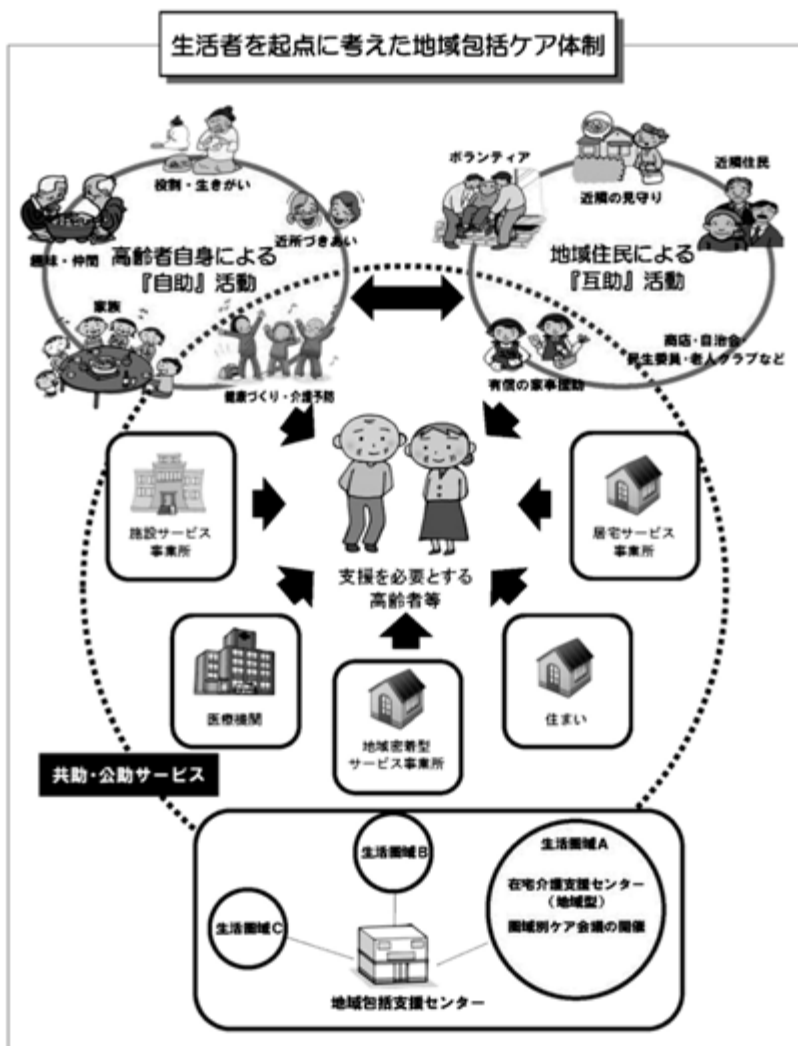 生活者を起点に考えた地域包括ケア体制
役割・生きがい
近所づきあい
趣味・仲間
高齢者自身による
『自助』活動
家族
健康づくり・介護予防
ボランティア
近隣の見守り
近隣住民
地域住民による
『互助』活動
商店・自治会・
民生委員・老人クラブなど
有償の家事援助
施設サービス
事業所
居宅サービス
事業所
支援を必要とする
高齢者等
医療機関
地域密着型
サービス事業所
住まい
共助・公助サービス
生活圏域B
生活圏域A
在宅介護支援センター
（地域型）
圏域別ケア会議の開催
生活圏域C
地域包括支援センター